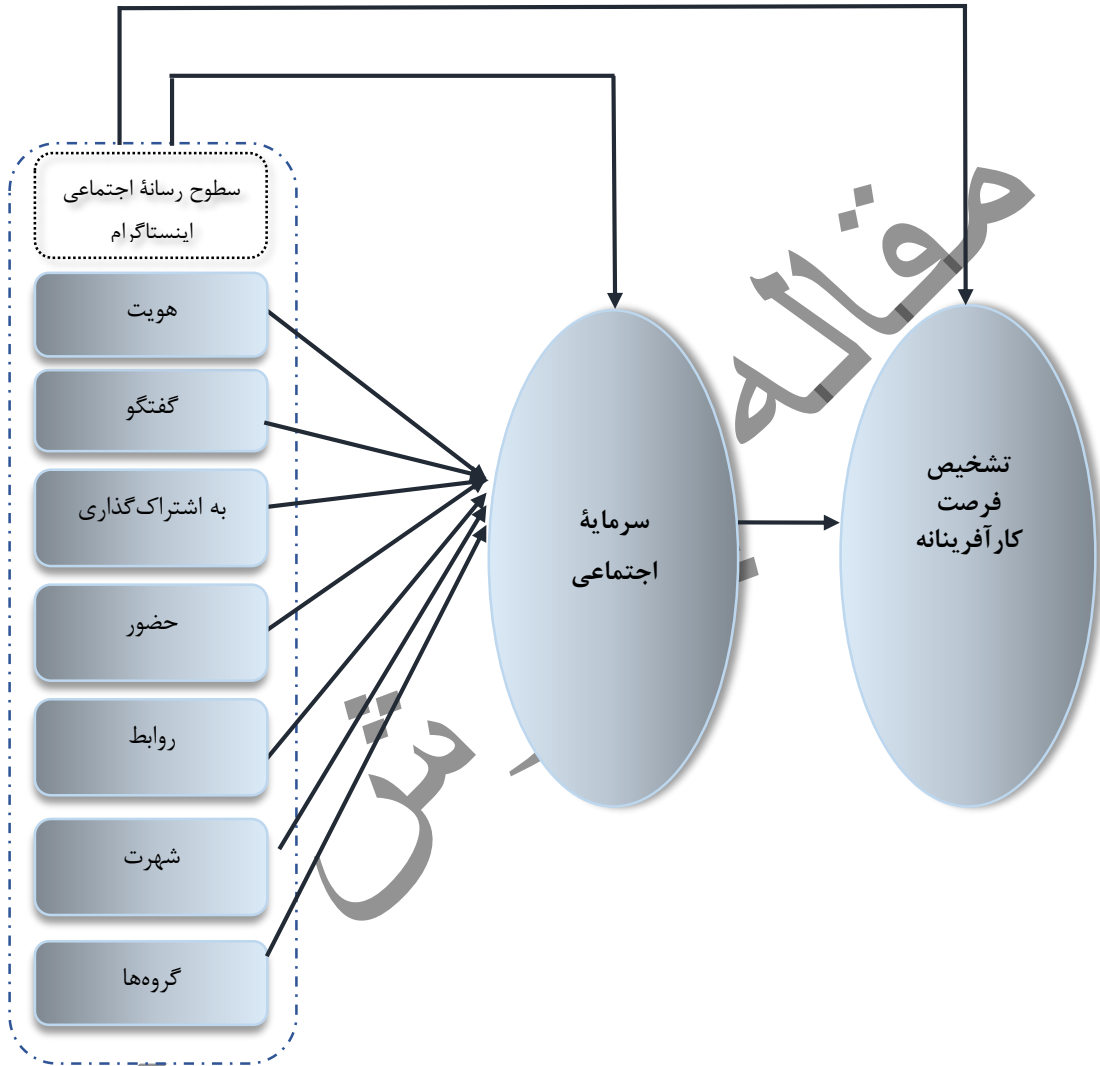 سطوح رسانهٔ اجتماعی
اینستاگرام
هویت
گفتگو
به اشتراک‌گذاری
حضور
روابط
شهرت
گروه‌ها
سرمایهٔ
اجتماعی
تشخیص
فرصت
کارآفرینانه
مقاله